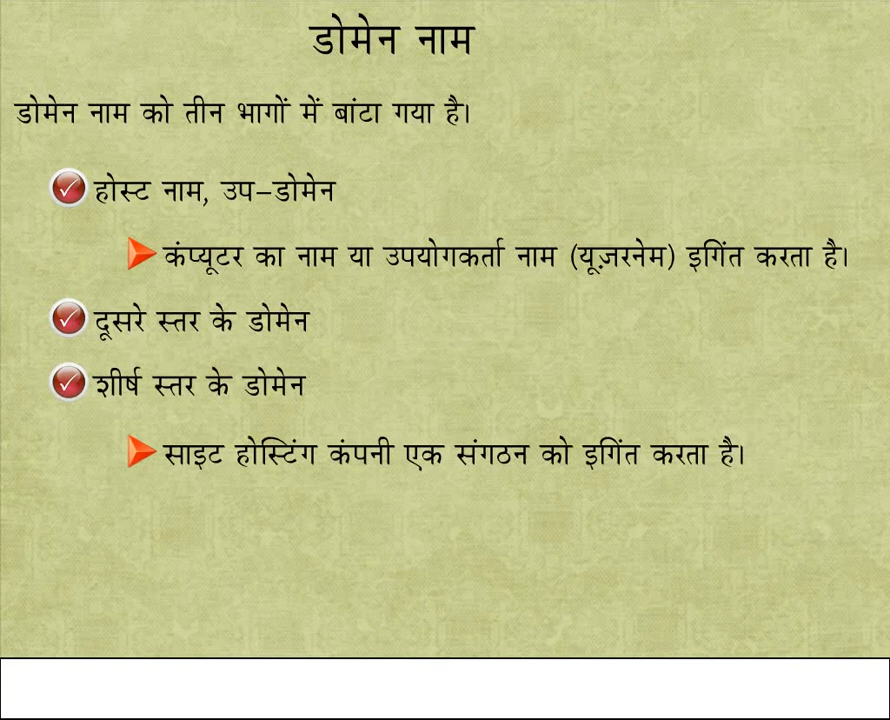 डोमेन नाम
डोमेन नाम को तीन भागों में बांटा गया है।
होस्ट नाम, उप–डोमेन
कंप्यूटर का नाम या उपयोगकर्ता नाम (यूज़रनेम) इगिंत करता है।
दूसरे स्तर के डोमेन
शीर्ष स्तर के डोमेन
साइट होस्टिंग कंपनी एक संगठन को इगिंत करता है।